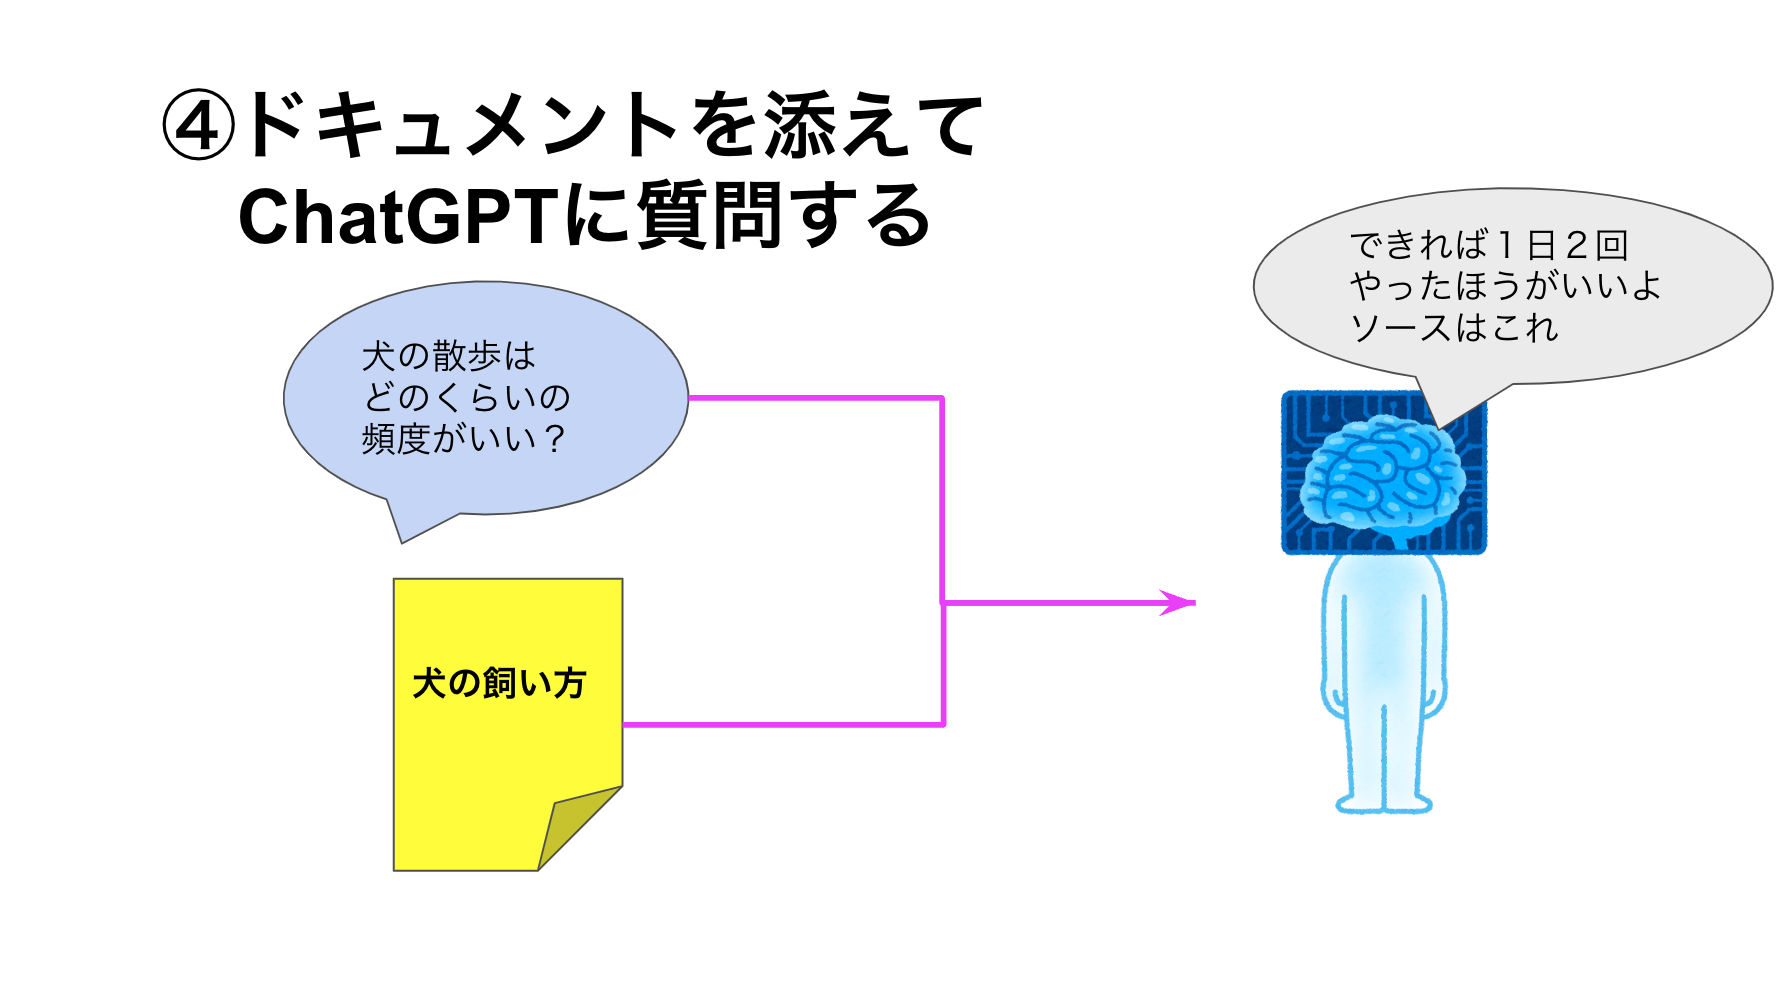 ④ドキュメントを添えて
ChatGPTに質問する
犬の散歩は
どのくらいの
頻度がいい？
犬の飼い方
できれば１日２回
やったほうがいいよ
ソースはこれ